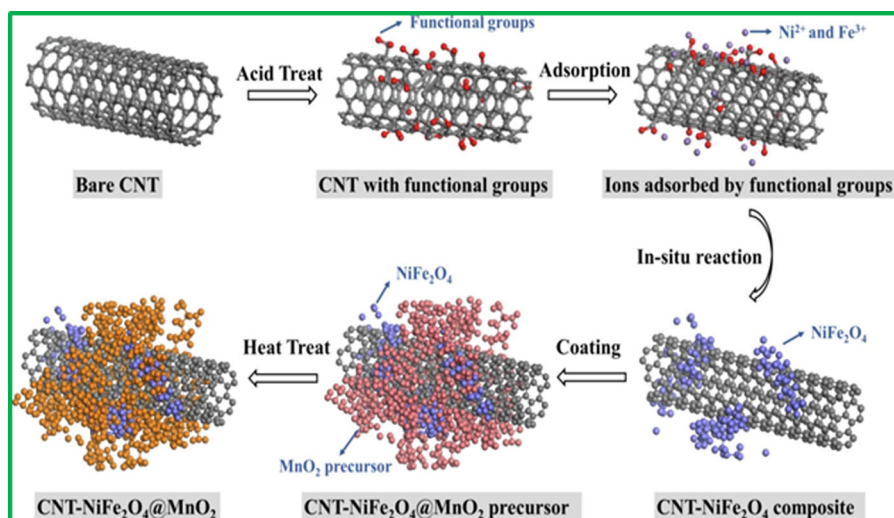 Functional groups
Ni²⁺ and Fe³⁺
Acid Treat
Adsorption
Bare CNT
CNT with functional groups
Ions adsorbed by functional groups
In-situ reaction
NiFe₂O₄
NiFe₂O₄
Heat Treat
Coating
MnO₂ precursor
CNT-NiFe₂O₄@MnO₂
CNT-NiFe₂O₄@MnO₂ precursor
CNT-NiFe₂O₄ composite